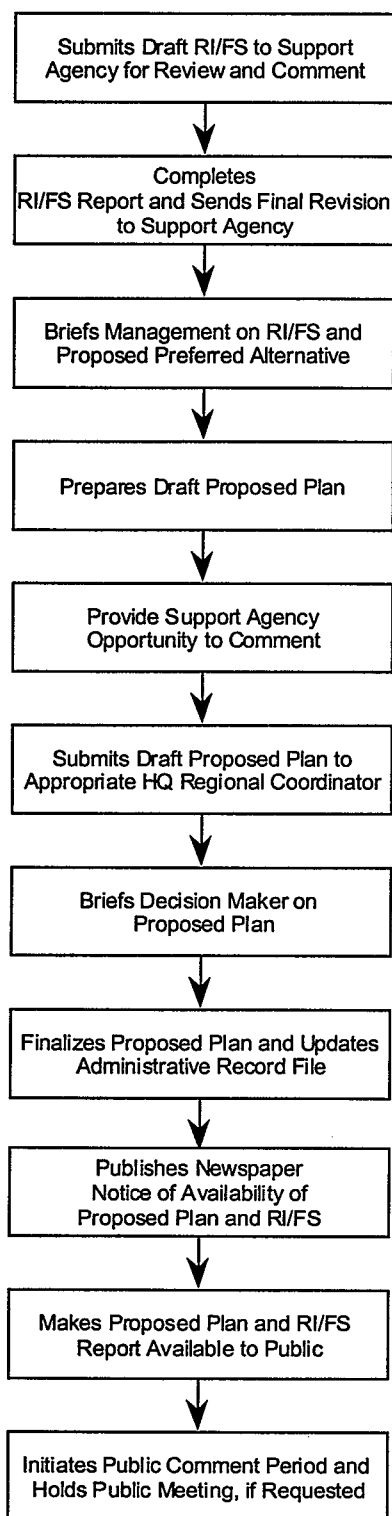 Submits Draft RI/FS to Support
Agency for Review and Comment
Completes
RI/FS Report and Sends Final Revision
to Support Agency
Briefs Management on RI/FS and
Proposed Preferred Alternative
Prepares Draft Proposed Plan
Provide Support Agency
Opportunity to Comment
Submits Draft Proposed Plan to
Appropriate HQ Regional Coordinator
Briefs Decision Maker on
Proposed Plan
Finalizes Proposed Plan and Updates
Administrative Record File
Publishes Newspaper
Notice of Availability of
Proposed Plan and RI/FS
Makes Proposed Plan and RI/FS
Report Available to Public
Initiates Public Comment Period and
Holds Public Meeting, if Requested